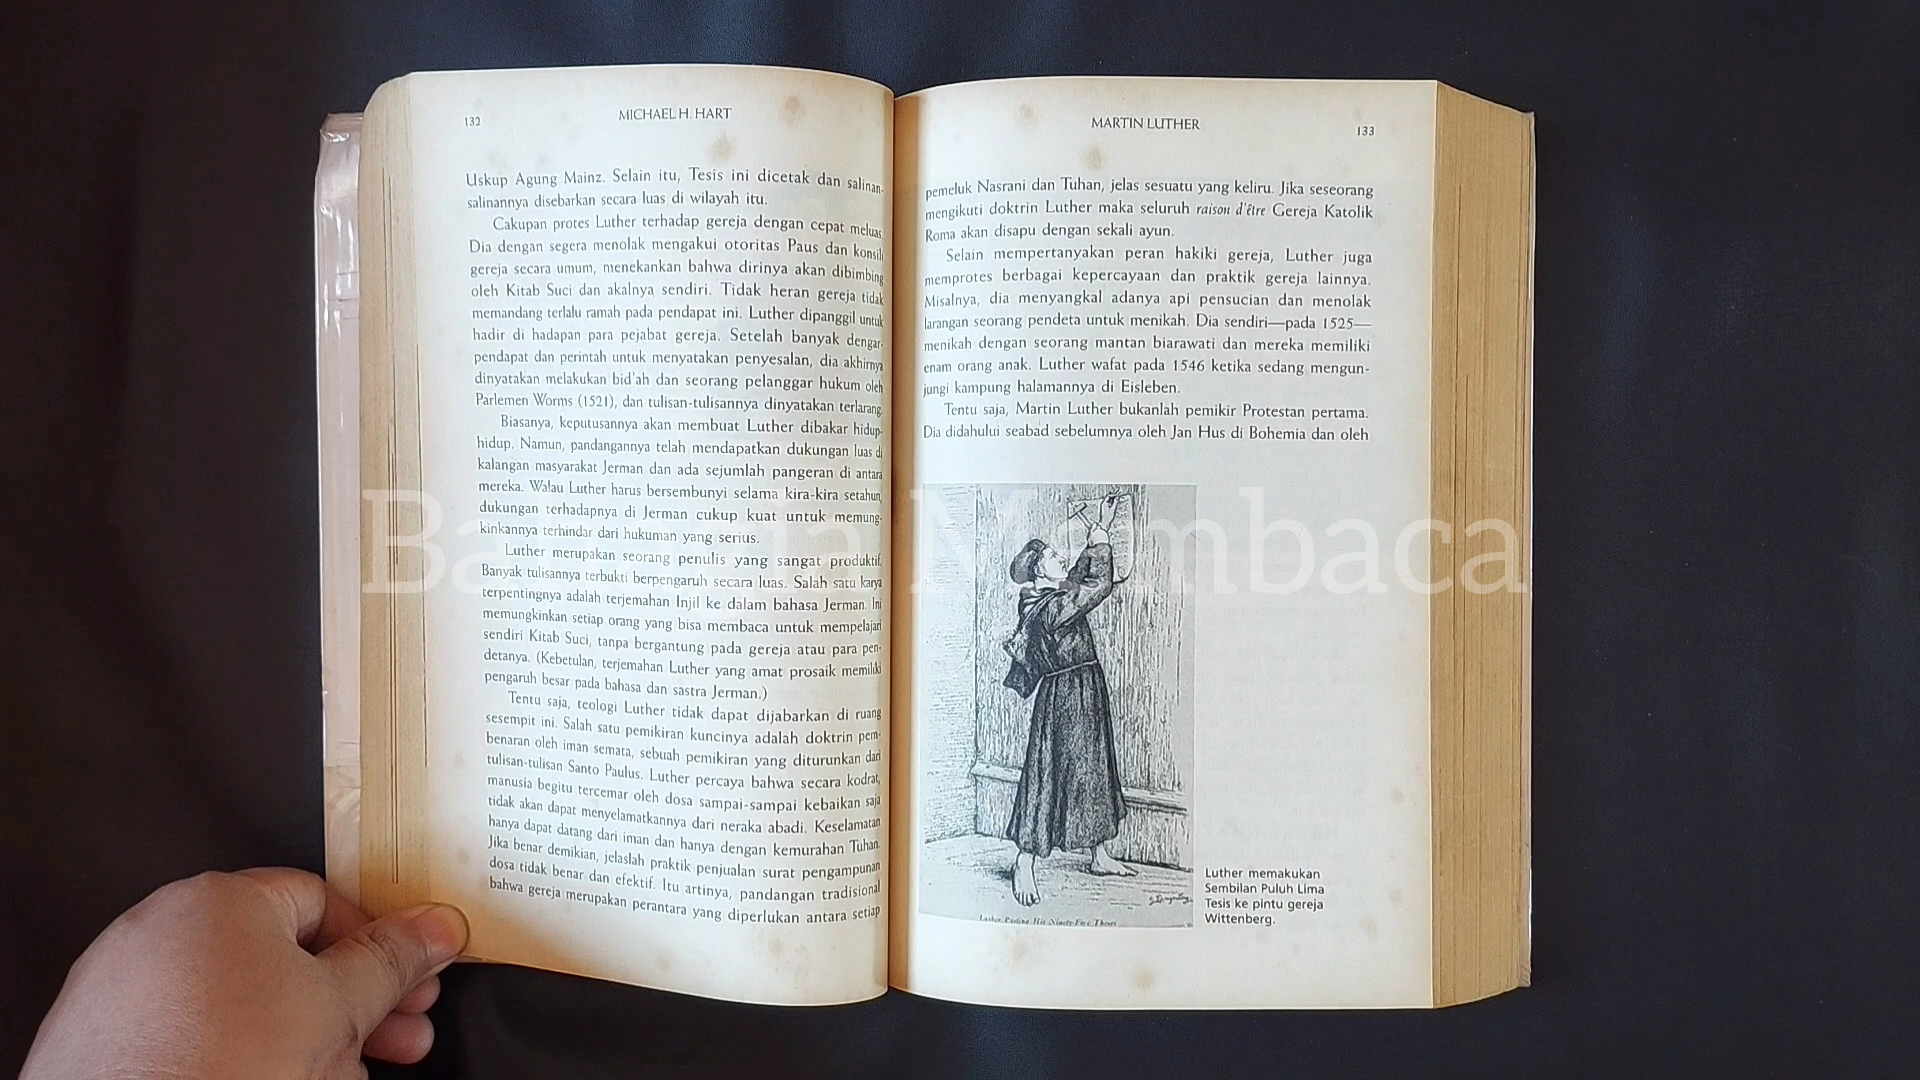 132
MICHAEL H. HART
Uskup Agung Mainz. Selain itu, Tesis ini dicetak dan salinan-
salinannya disebarkan secara luas di wilayah itu.
Cakupan protes Luther terhadap gereja dengan cepat meluas.
Dia dengan segera menolak mengakui otoritas Paus dan konsili
gereja secara umum, menekankan bahwa dirinya akan dibimbing
oleh Kitab Suci dan akalnya sendiri. Tidak heran gereja tidak
memandang terlalu ramah pada pendapat ini. Luther dipanggil untuk
hadir di hadapan para pejabat gereja. Setelah banyak dengar-
pendapat dan perintah untuk menyatakan penyesalan, dia akhirnya
dinyatakan melakukan bid'ah dan seorang pelanggar hukum oleh
Parlemen Worms (1521), dan tulisan-tulisannya dinyatakan terlarang.
Biasanya, keputusannya akan membuat Luther dibakar hidup-
hidup. Namun, pandangannya telah mendapatkan dukungan luas di
kalangan masyarakat Jerman dan ada sejumlah pangeran di antara
mereka. Walau Luther harus bersembunyi selama kira-kira setahun,
dukungan terhadapnya di Jerman cukup kuat untuk memung-
kinkannya terhindar dari hukuman yang serius.
Luther merupakan seorang penulis yang sangat produktif.
Banyak tulisannya terbukti berpengaruh secara luas. Salah satu karya
terpentingnya adalah terjemahan Injil ke dalam bahasa Jerman. Ini
memungkinkan setiap orang yang bisa membaca untuk mempelajari
sendiri Kitab Suci, tanpa bergantung pada gereja atau para pen-
detanya. (Kebetulan, terjemahan Luther yang amat prosaik memiliki
pengaruh besar pada bahasa dan sastra Jerman.)
Tentu saja, teologi Luther tidak dapat dijabarkan di ruang
sesempit ini. Salah satu pemikiran kuncinya adalah doktrin pem-
benaran oleh iman semata, sebuah pemikiran yang diturunkan dari
tulisan-tulisan Santo Paulus. Luther percaya bahwa secara kodrat,
manusia begitu tercemar oleh dosa sampai-sampai kebaikan saja
tidak akan dapat menyelamatkannya dari neraka abadi. Keselamatan
hanya dapat datang dari iman dan hanya dengan kemurahan Tuhan.
Jika benar demikian, jelaslah praktik penjualan surat pengampunan
dosa tidak benar dan efektif. Itu artinya, pandangan tradisional
bahwa gereja merupakan perantara yang diperlukan antara setiap
MARTIN LUTHER
133
pemeluk Nasrani dan Tuhan, jelas sesuatu yang keliru. Jika seseorang
mengikuti doktrin Luther maka seluruh raison d'être Gereja Katolik
Roma akan disapu dengan sekali ayun.
Selain mempertanyakan peran hakiki gereja, Luther juga
memprotes berbagai kepercayaan dan praktik gereja lainnya.
Misalnya, dia menyangkal adanya api pensucian dan menolak
larangan seorang pendeta untuk menikah. Dia sendiri—pada 1525—
menikah dengan seorang mantan biarawati dan mereka memiliki
enam orang anak. Luther wafat pada 1546 ketika sedang mengun-
jungi kampung halamannya di Eisleben.
Tentu saja, Martin Luther bukanlah pemikir Protestan pertama.
Dia didahului seabad sebelumnya oleh Jan Hus di Bohemia dan oleh
Luther Posting His Ninety-Five Theses
Luther memakukan
Sembilan Puluh Lima
Tesis ke pintu gereja
Wittenberg.
Membaca